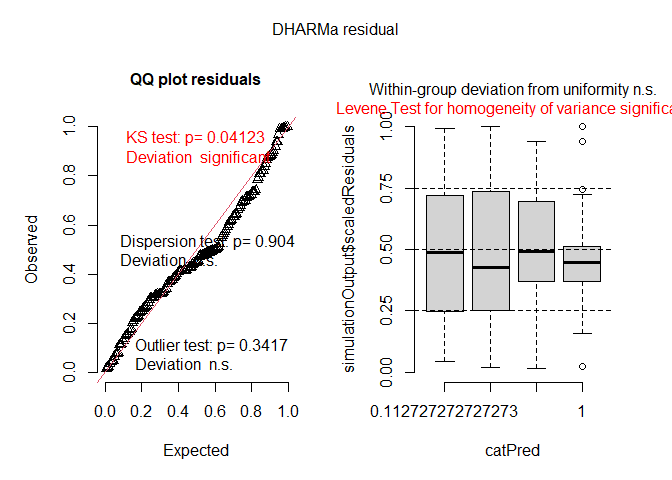 DHARMa residual
QQ plot residuals
KS test: p= 0.04123
Deviation significant
Dispersion test: p= 0.904
Deviation n.s.
Outlier test: p= 0.3417
Deviation n.s.
Observed
0.0 0.2 0.4 0.6 0.8 1.0
0.0 0.2 0.4 0.6 0.8 1.0
Expected
Within-group deviation from uniformity n.s.
Levene Test for homogeneity of variance significa
simulationOutput$scaledResiduals
0.00 0.25 0.50 0.75 1.00
0.112727272727273 1
catPred